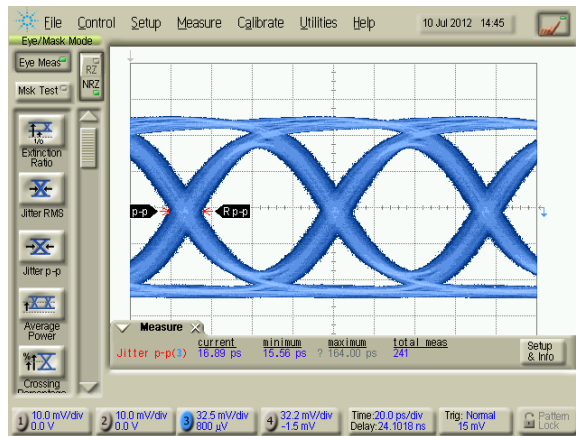 File Control Setup Measure Calibrate Utilities Help 10 Jul 2012 14:45
Eye/Mask Mode
Eye Meas
RZ
NRZ
Msk Test
1/0
Extinction
Ratio
Jitter RMS
Jitter p-p
Average
Power
%
Crossing
Percentage
p-p
R p-p
Measure
current minimum maximum total meas
Jitter p-p(3) 16.89 ps 15.56 ps ? 164.00 ps 241
Setup
& Info
1) 10.0 mV/div
0.0 V
2) 10.0 mV/div
0.0 V
3) 32.5 mV/div
800 µV
4) 32.2 mV/div
-1.5 mV
Time:20.0 ps/div
Delay:24.1018 ns
Trig: Normal
15 mV
Pattern
Lock